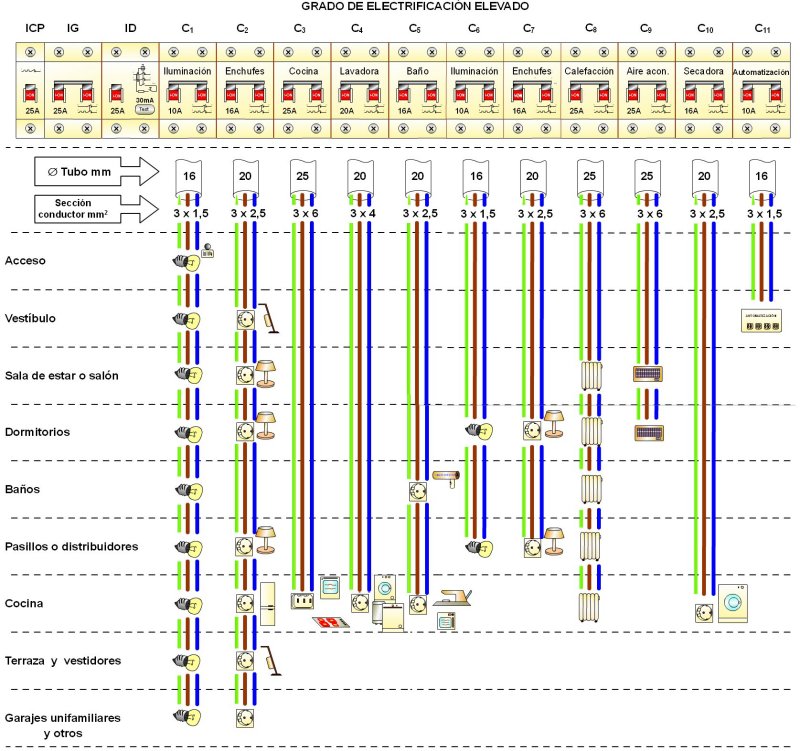 GRADO DE ELECTRIFICACIÓN ELEVADO
ICP IG ID C1 C2 C3 C4 C5 C6 C7 C8 C9 C10 C11
Iluminación Enchufes Cocina Lavadora Baño Iluminación Enchufes Calefacción Aire acon. Secadora Automatización
30mA
25A 25A 25A Test 10A 16A 25A 20A 16A 10A 16A 25A 25A 16A 10A
Ø Tubo mm 16 20 25 20 20 16 20 25 25 20 16
Sección
conductor mm²
3 x 1,5 3 x 2,5 3 x 6 3 x 4 3 x 2,5 3 x 1,5 3 x 2,5 3 x 6 3 x 6 3 x 2,5 3 x 1,5
Acceso
Vestíbulo
AUTOMATIZACIÓN
Sala de estar o salón
Dormitorios
Baños
Pasillos o distribuidores
Cocina
Terraza y vestidores
Garajes unifamiliares
y otros